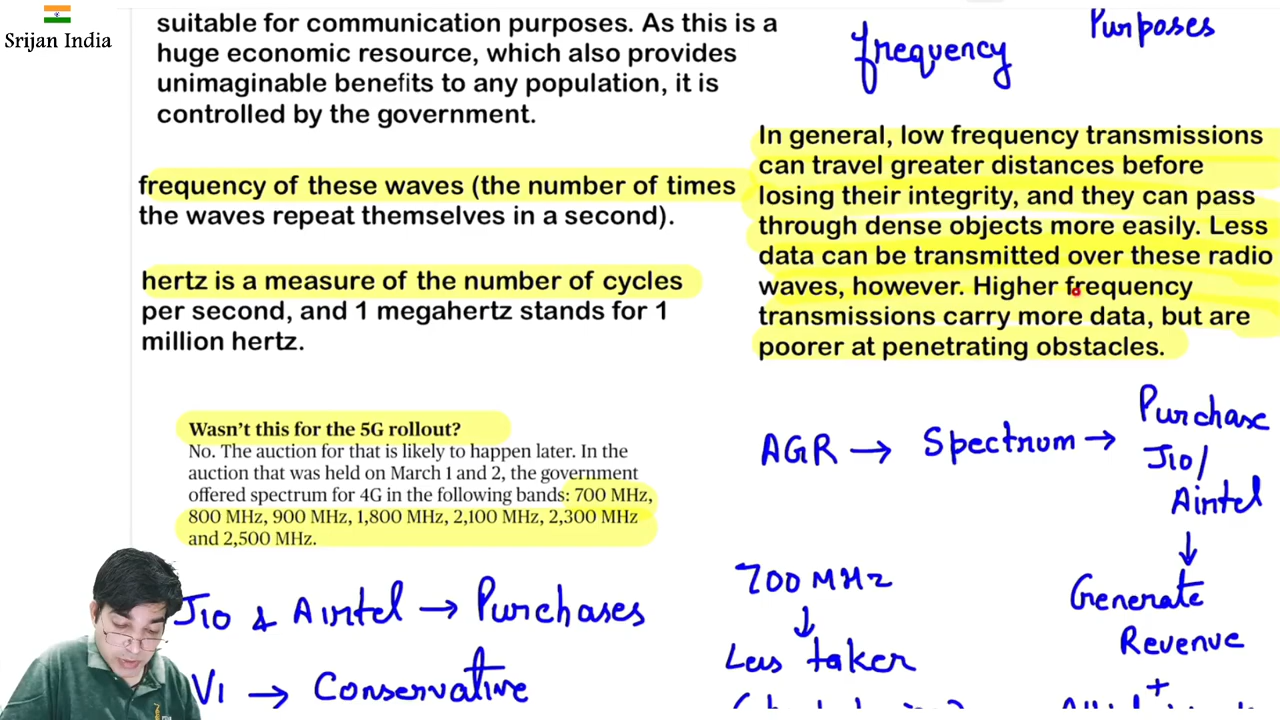 Srijan India
suitable for communication purposes. As this is a
huge economic resource, which also provides
unimaginable benefits to any population, it is
controlled by the government.
frequency of these waves (the number of times
the waves repeat themselves in a second).
hertz is a measure of the number of cycles
per second, and 1 megahertz stands for 1
million hertz.
Wasn't this for the 5G rollout?
No. The auction for that is likely to happen later. In the
auction that was held on March 1 and 2, the government
offered spectrum for 4G in the following bands: 700 MHz,
800 MHz, 900 MHz, 1,800 MHz, 2,100 MHz, 2,300 MHz
and 2,500 MHz.
JIO & Airtel → Purchases
VI → Conservative
frequency
Purposes
In general, low frequency transmissions
can travel greater distances before
losing their integrity, and they can pass
through dense objects more easily. Less
data can be transmitted over these radio
waves, however. Higher frequency
transmissions carry more data, but are
poorer at penetrating obstacles.
AGR → Spectrum → Purchase
JIO/
Airtel
↓
Generate
Revenue
+
700 MHz
↓
Less taker